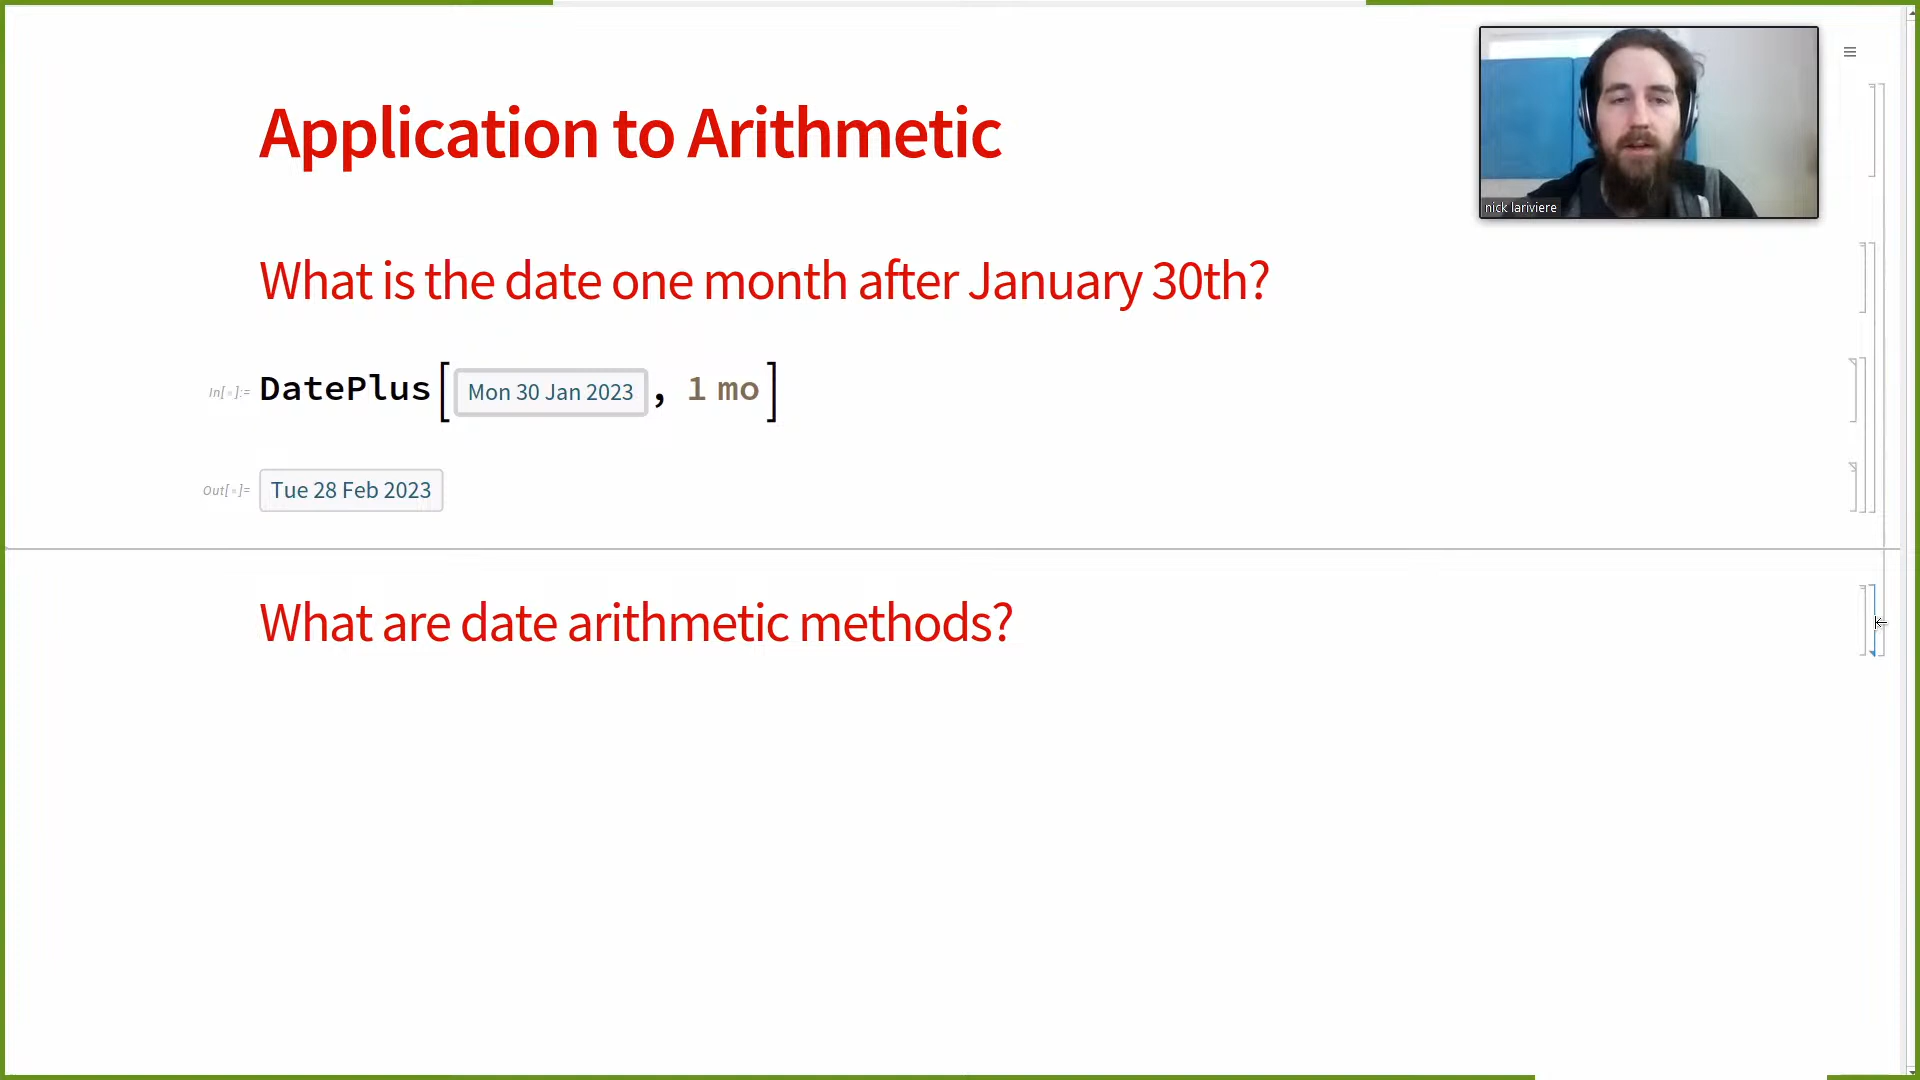 Application to Arithmetic
nick lariviere
What is the date one month after January 30th?
In[▫]:= DatePlus[Mon 30 Jan 2023, 1 mo]
Out[▫]= Tue 28 Feb 2023
What are date arithmetic methods?